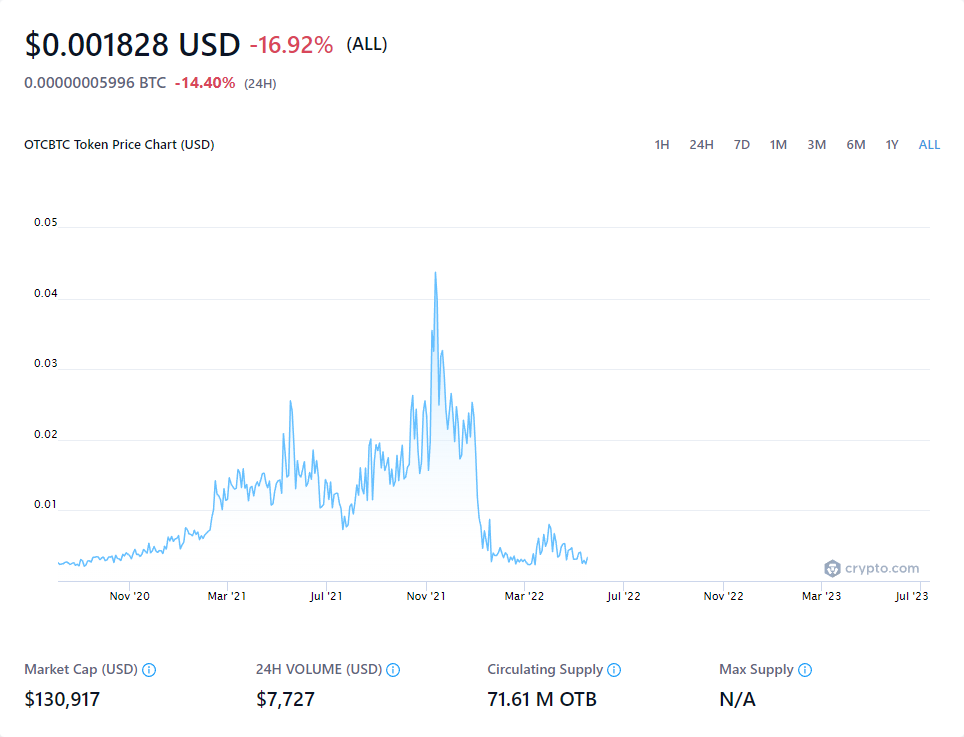 $0.001828 USD -16.92% (ALL)
0.00000005996 BTC -14.40% (24H)
OTCBTC Token Price Chart (USD) 1H 24H 7D 1M 3M 6M 1Y ALL
0.05
0.04
0.03
0.02
0.01
crypto.com
Nov '20 Mar '21 Jul '21 Nov '21 Mar '22 Jul '22 Nov '22 Mar '23 Jul '23
Market Cap (USD) 24H VOLUME (USD) Circulating Supply Max Supply
$130,917 $7,727 71.61 M OTB N/A